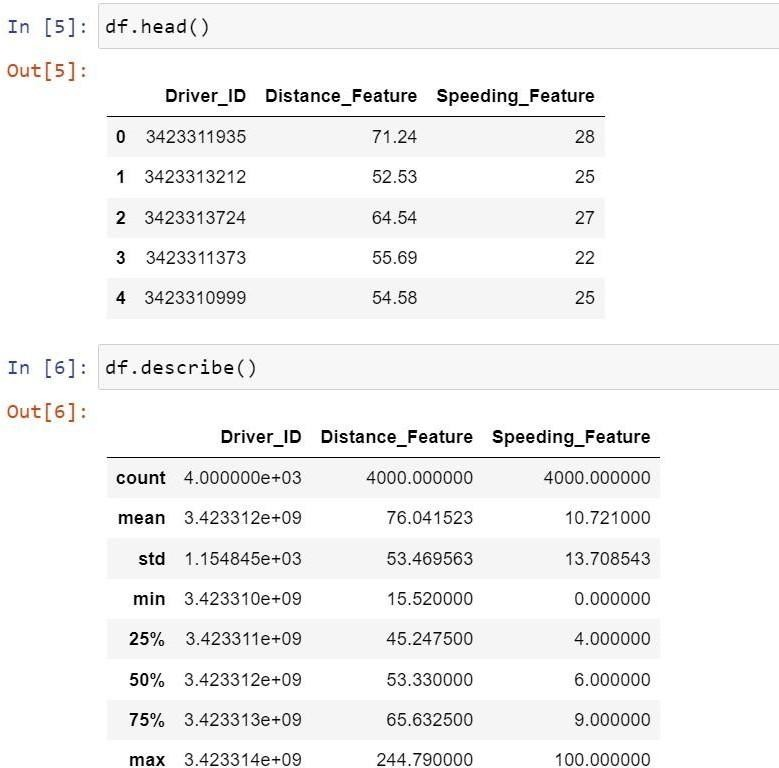 In [5]: df.head()
Out[5]:
Driver_ID Distance_Feature Speeding_Feature
0 3423311935 71.24 28
1 3423313212 52.53 25
2 3423313724 64.54 27
3 3423311373 55.69 22
4 3423310999 54.58 25
In [6]: df.describe()
Out[6]:
Driver_ID Distance_Feature Speeding_Feature
count 4.000000e+03 4000.000000 4000.000000
mean 3.423312e+09 76.041523 10.721000
std 1.154845e+03 53.469563 13.708543
min 3.423310e+09 15.520000 0.000000
25% 3.423311e+09 45.247500 4.000000
50% 3.423312e+09 53.330000 6.000000
75% 3.423313e+09 65.632500 9.000000
max 3.423314e+09 244.790000 100.000000